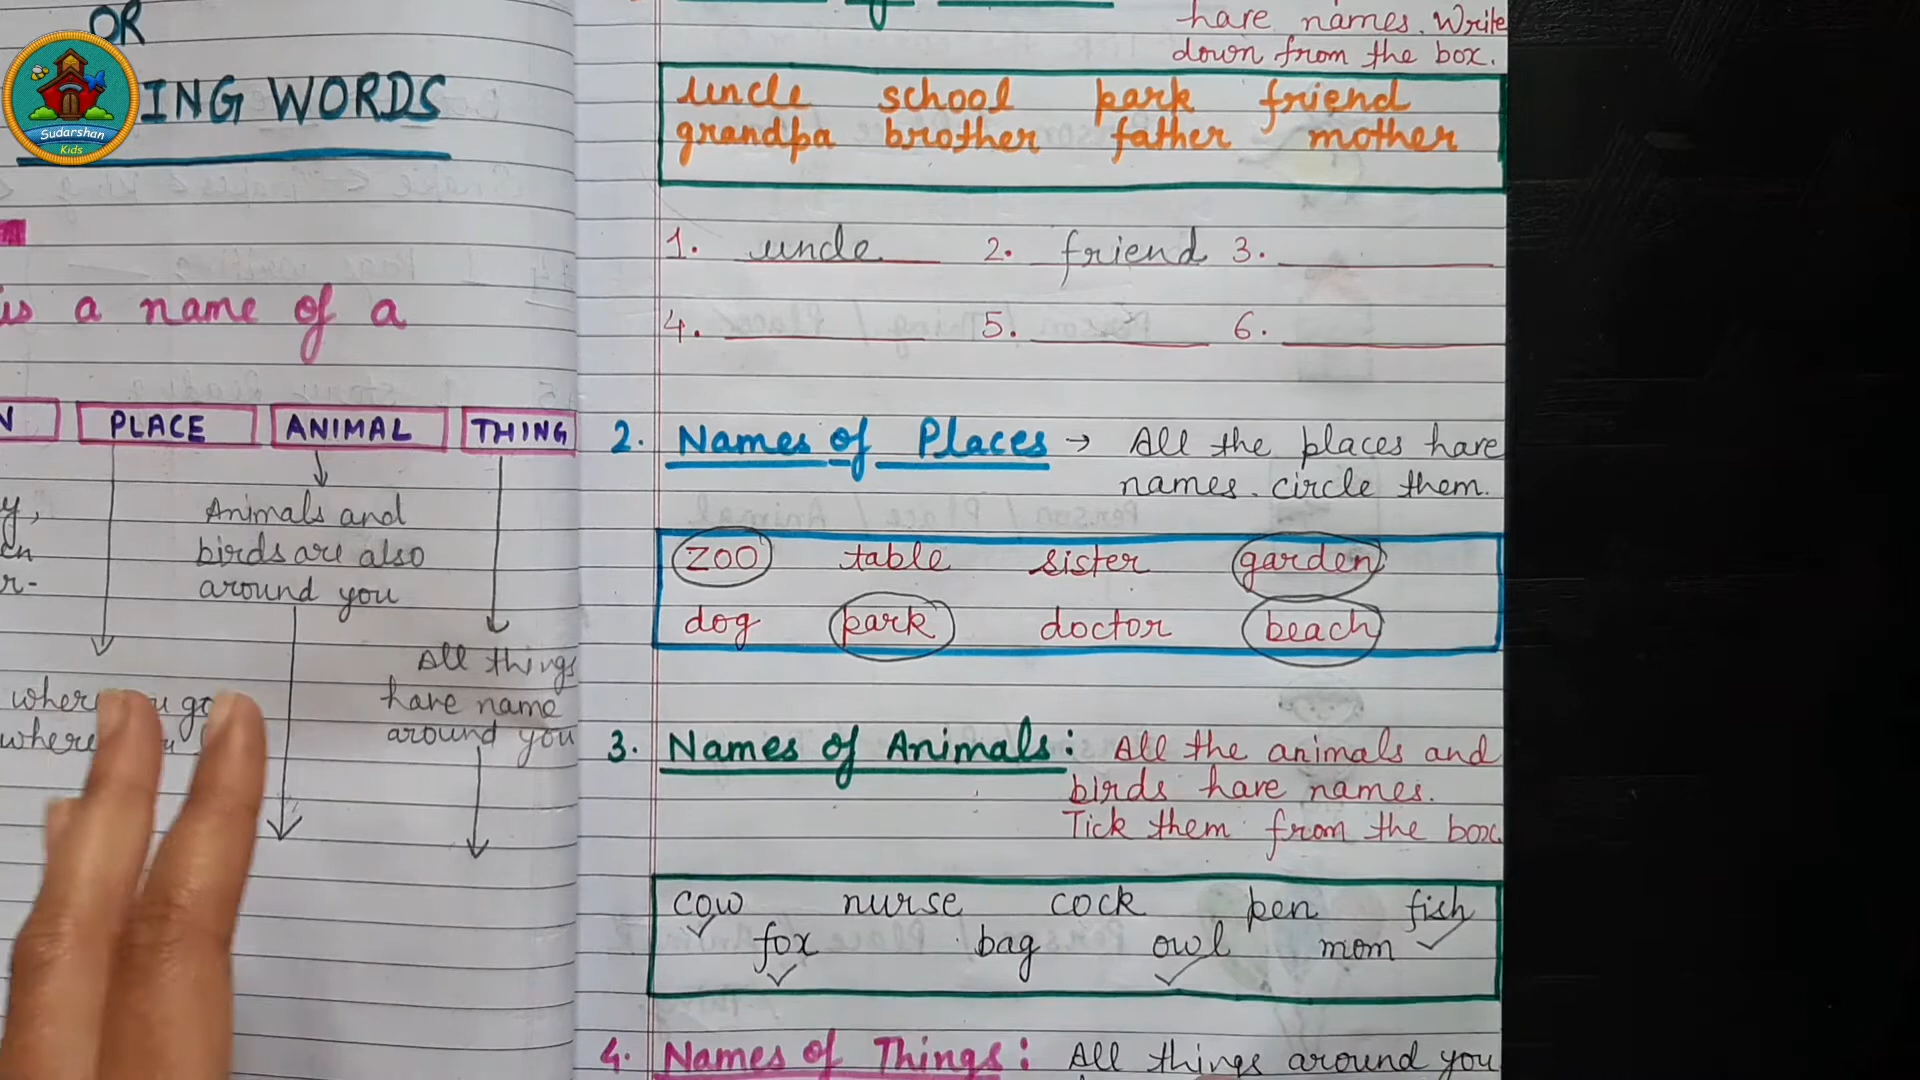 OR
ING WORDS
Sudarshan
Kids
is a name of a
PLACE ANIMAL THING
Animals and
birds are also
around you
All things
have name
around you
where
where
have names. Write
down from the box.
uncle school park friend
grandpa brother father mother
1. uncle 2. friend 3.
4. 5. 6.
2. Names of Places → All the places have
names. circle them.
zoo table sister garden
dog park doctor beach
3. Names of Animals: All the animals and
birds have names.
Tick them from the box
cow nurse cock pen fish
fox bag owl mom
4. Names of Things: All things around you